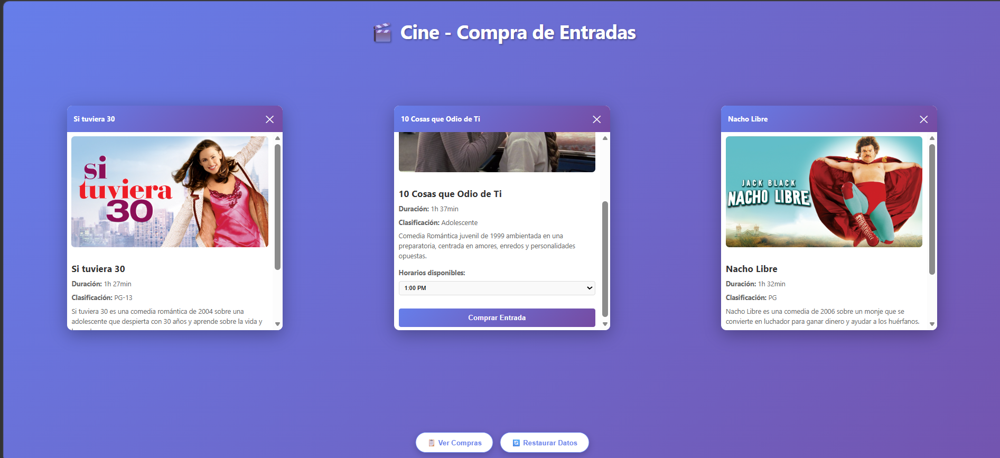 Cine - Compra de Entradas
Si tuviera 30
si
tuviera
30
Si tuviera 30
Duración: 1h 27min
Clasificación: PG-13
Si tuviera 30 es una comedia romántica de 2004 sobre una
adolescente que despierta con 30 años y aprende sobre la vida y
10 Cosas que Odio de Ti
10 Cosas que Odio de Ti
Duración: 1h 37min
Clasificación: Adolescente
Comedia Romántica juvenil de 1999 ambientada en una
preparatoria, centrada en amores, enredos y personalidades
opuestas.
Horarios disponibles:
1:00 PM
Comprar Entrada
Nacho Libre
JACK BLACK
NACHO LIBRE
Nacho Libre
Duración: 1h 32min
Clasificación: PG
Nacho Libre es una comedia de 2006 sobre un monje que se
convierte en luchador para ganar dinero y ayudar a los huérfanos.
Ver Compras
Restaurar Datos